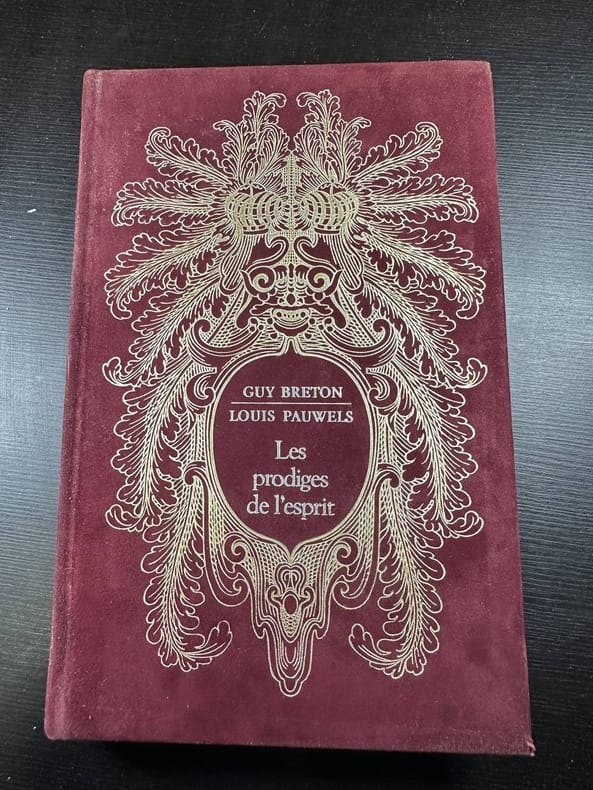 GUY BRETON
LOUIS PAUWELS
Les
prodiges
de l'esprit